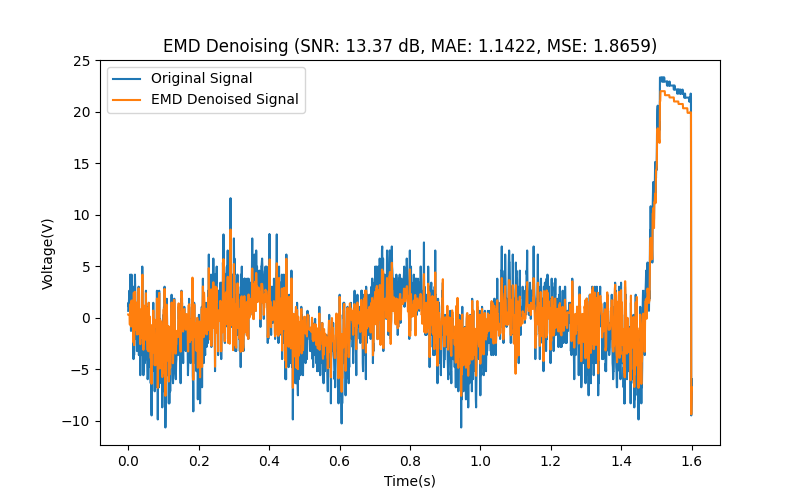 EMD Denoising (SNR: 13.37 dB, MAE: 1.1422, MSE: 1.8659)
Original Signal
EMD Denoised Signal
25
20
15
10
5
0
−5
−10
Voltage(V)
0.0 0.2 0.4 0.6 0.8 1.0 1.2 1.4 1.6
Time(s)